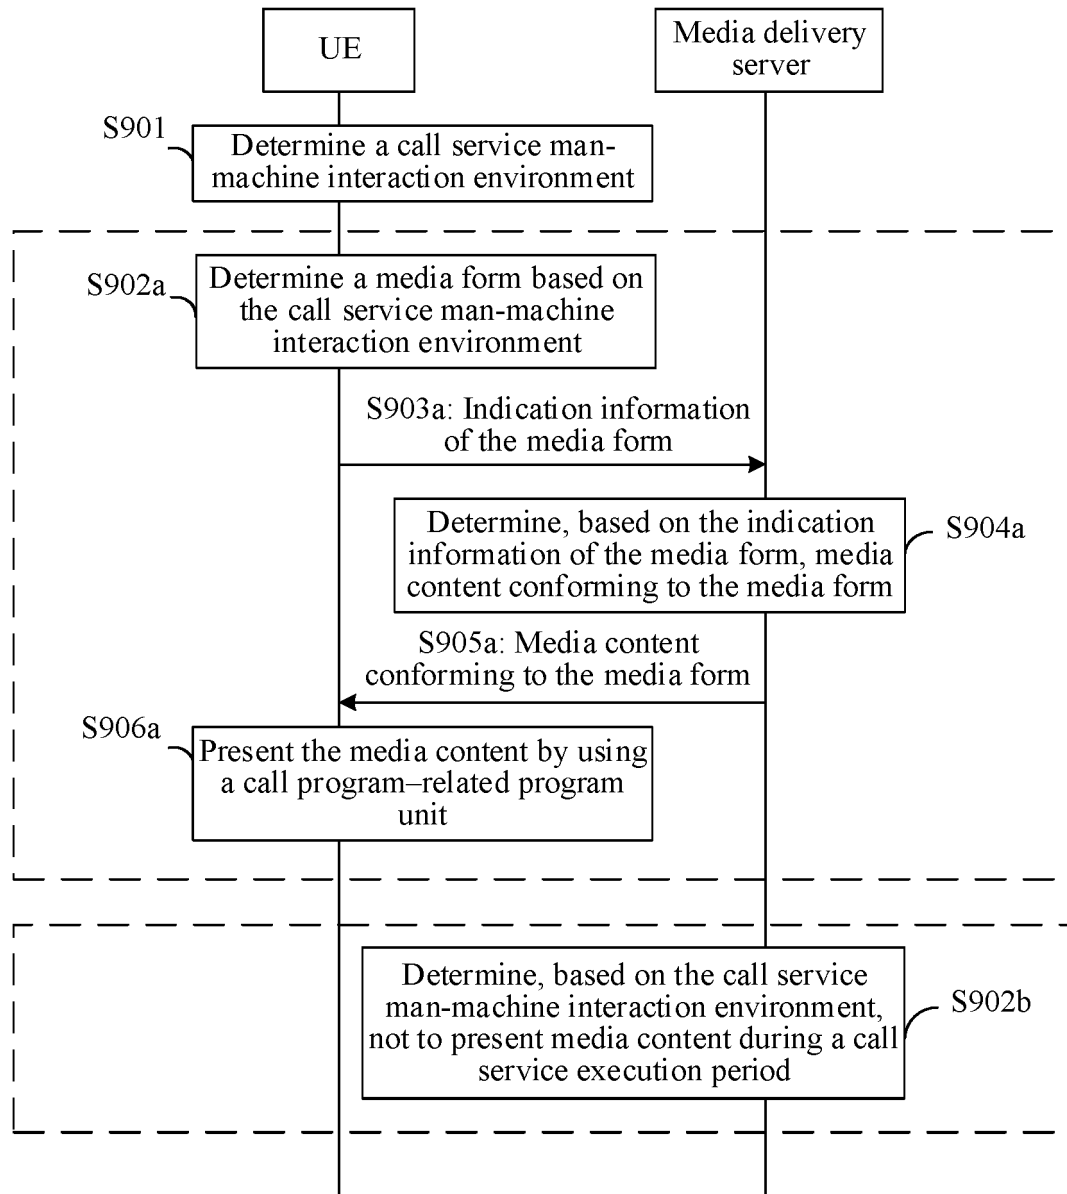 UE
Media delivery
server
S901
Determine a call service man-
machine interaction environment
S902a
Determine a media form based on
the call service man-machine
interaction environment
S903a: Indication information
of the media form
Determine, based on the indication
information of the media form, media
content conforming to the media form
S904a
S905a: Media content
conforming to the media form
S906a
Present the media content by using
a call program–related program
unit
Determine, based on the call service
man-machine interaction environment,
not to present media content during a call
service execution period
S902b